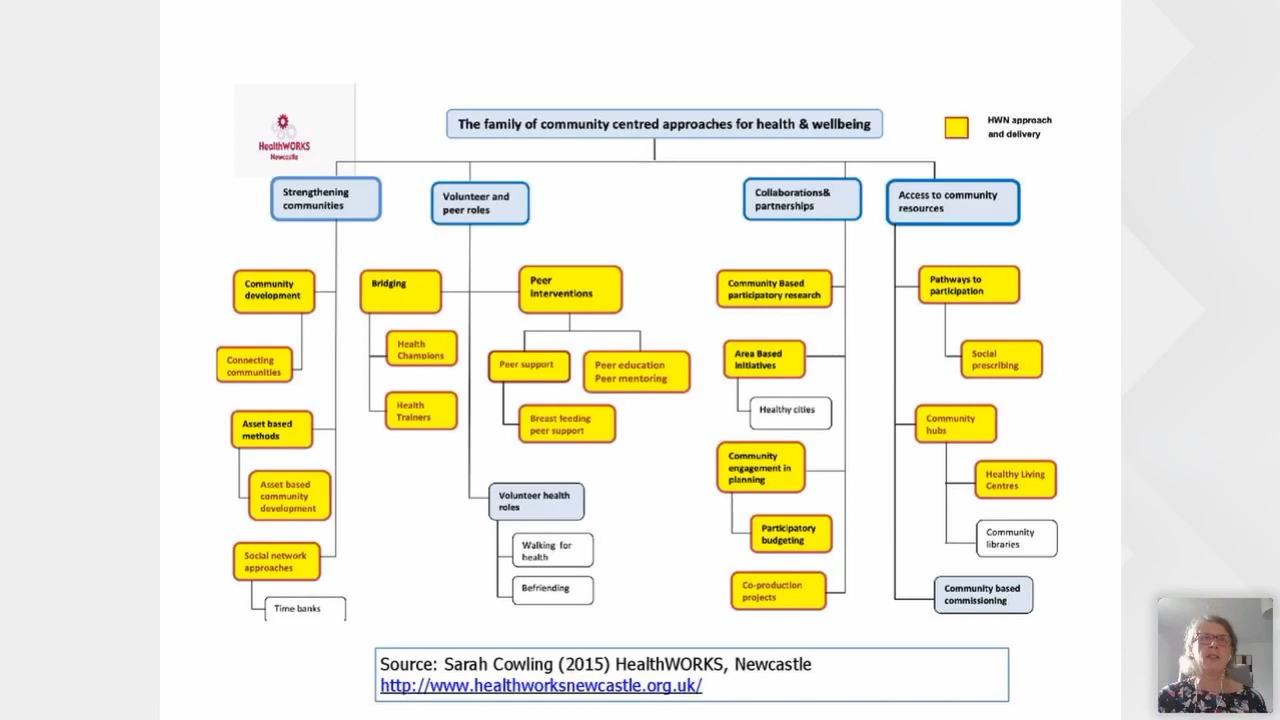 HealthWORKS
Newcastle
The family of community centred approaches for health & wellbeing
HWN approach
and delivery
Strengthening
communities
Volunteer and
peer roles
Collaborations&
partnerships
Access to community
resources
Community
development
Connecting
communities
Asset based
methods
Asset based
community
development
Social network
approaches
Time banks
Bridging
Health
Champions
Health
Trainers
Peer
interventions
Peer support
Peer education
Peer mentoring
Breast feeding
peer support
Volunteer health
roles
Walking for
health
Befriending
Community Based
participatory research
Area Based
initiatives
Healthy cities
Community
engagement in
planning
Participatory
budgeting
Co-production
projects
Pathways to
participation
Social
prescribing
Community
hubs
Healthy Living
Centres
Community
libraries
Community based
commissioning
Source: Sarah Cowling (2015) HealthWORKS, Newcastle
http://www.healthworksnewcastle.org.uk/